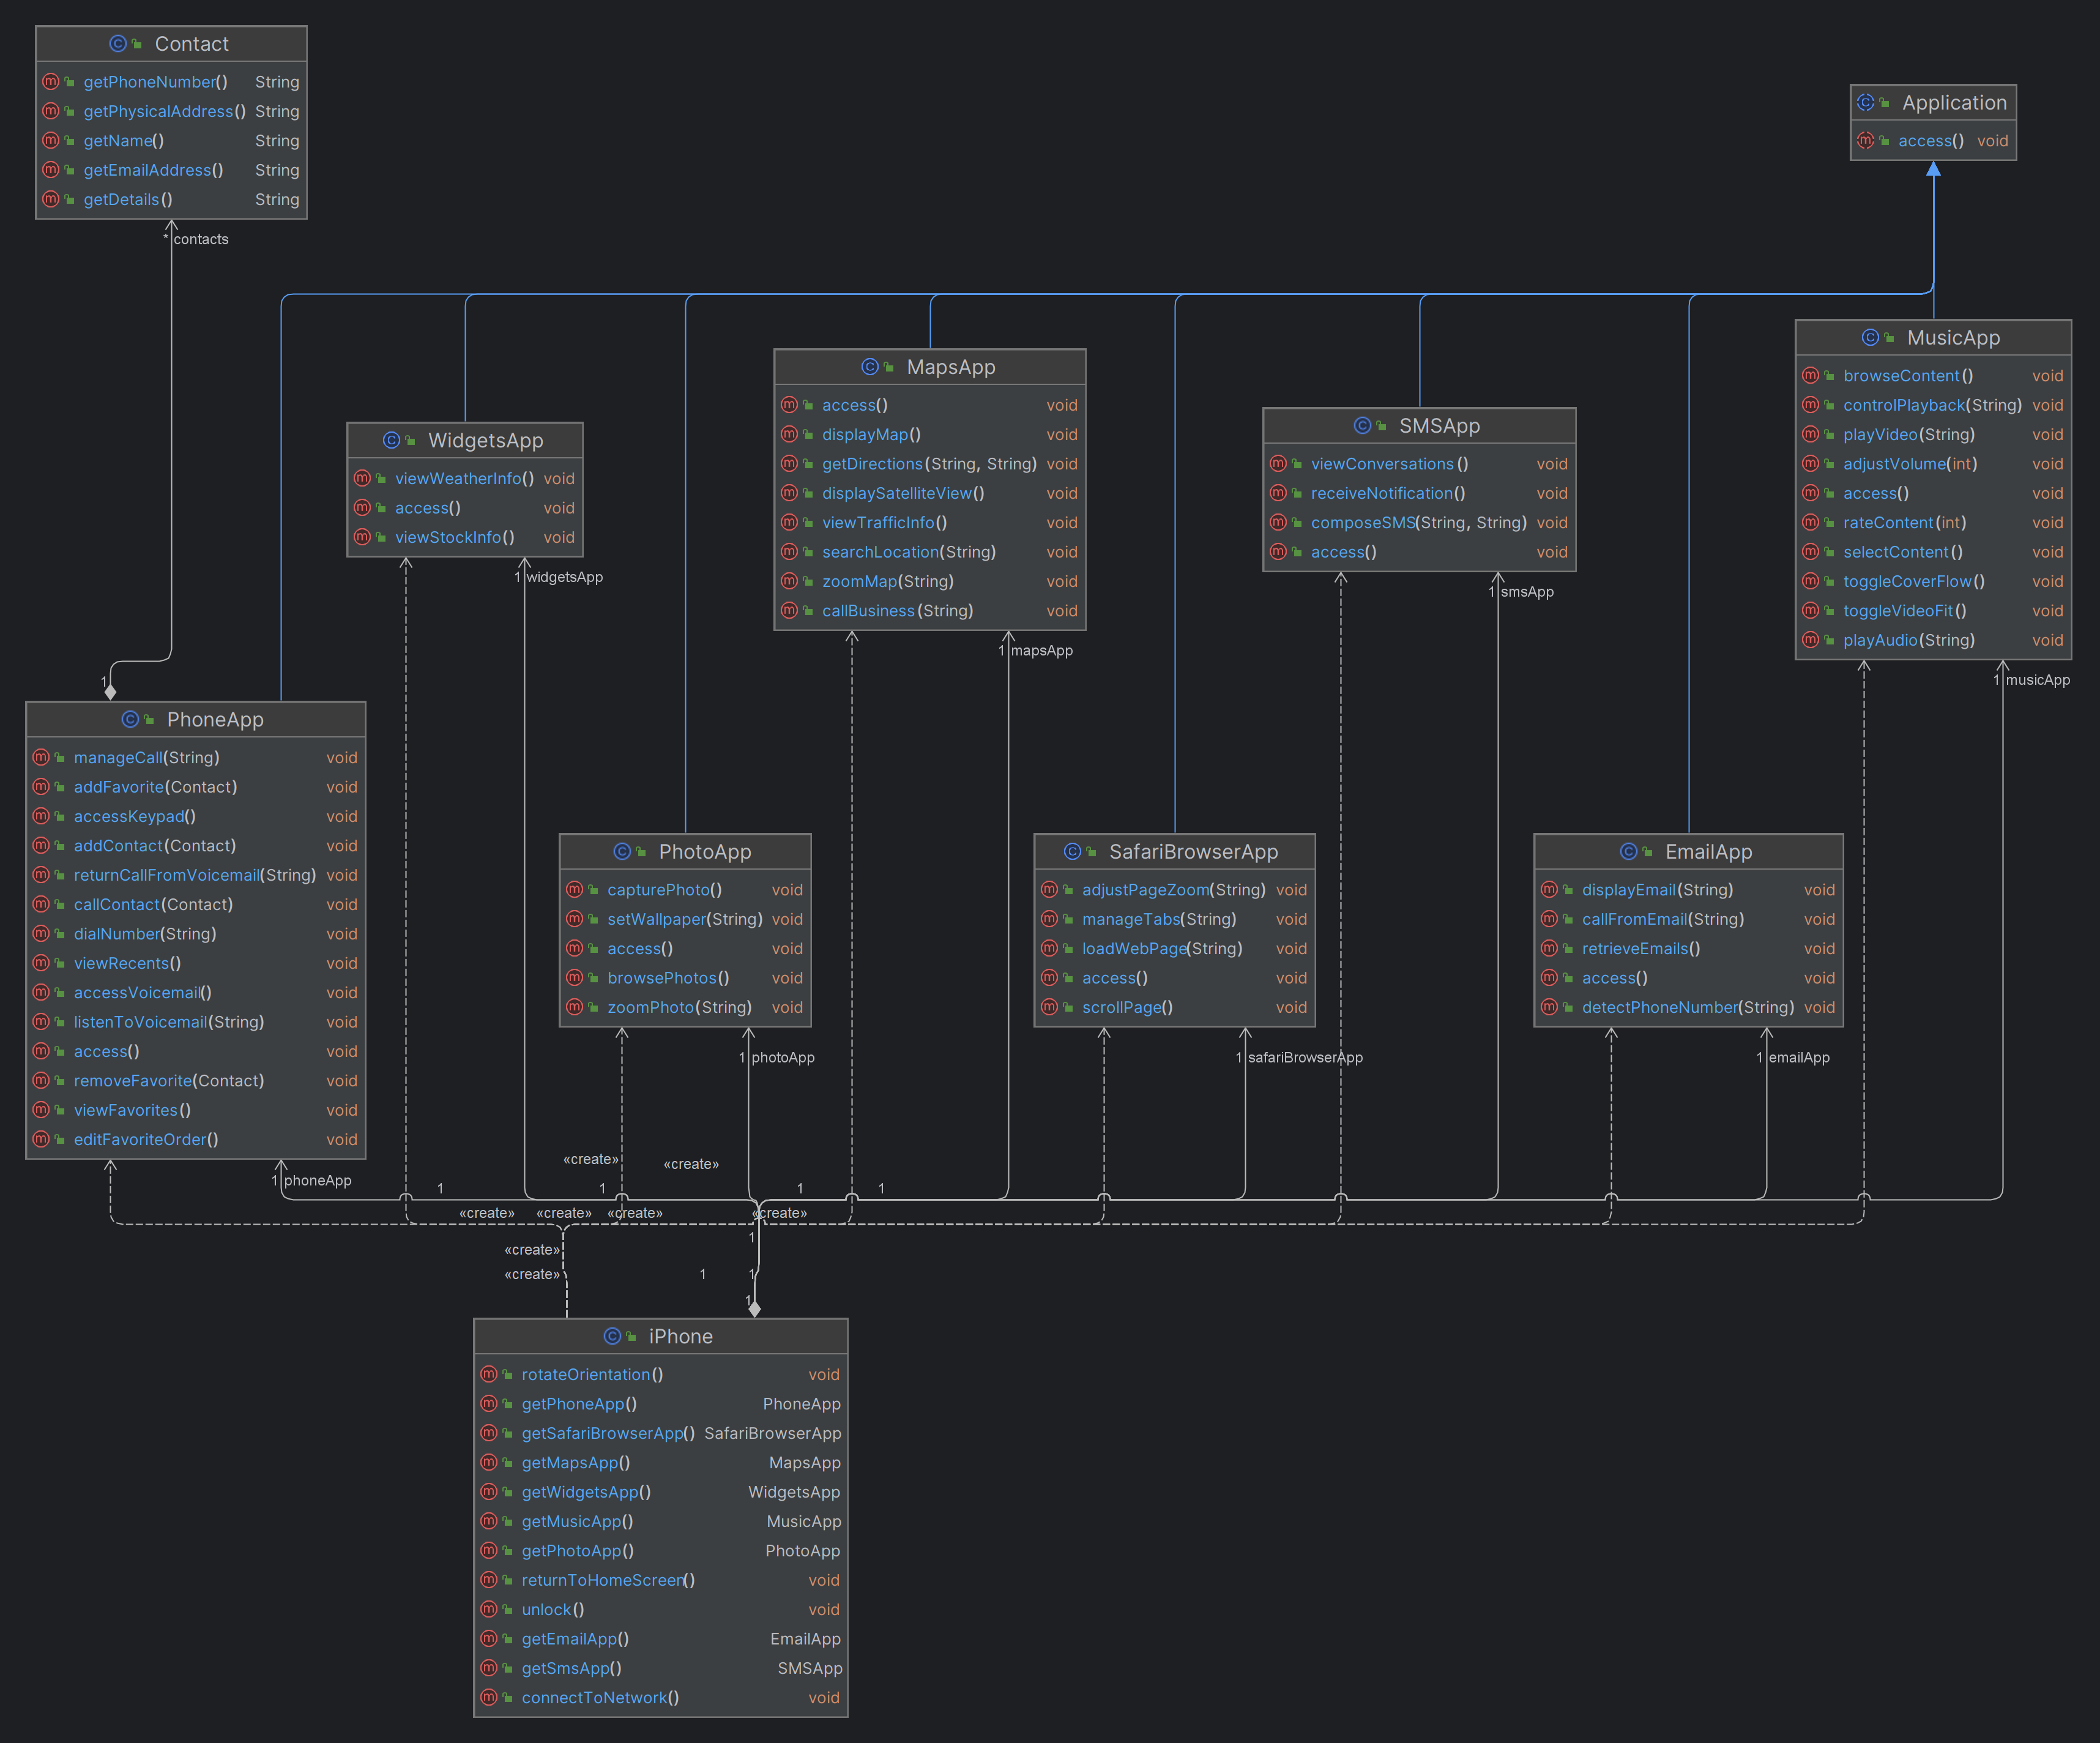 Contact
getPhoneNumber() String
getPhysicalAddress() String
getName() String
getEmailAddress() String
getDetails() String
* contacts
Application
access() void
MusicApp
browseContent() void
controlPlayback(String) void
playVideo(String) void
adjustVolume(int) void
access() void
rateContent(int) void
selectContent() void
toggleCoverFlow() void
toggleVideoFit() void
playAudio(String) void
1 musicApp
MapsApp
access() void
displayMap() void
getDirections(String, String) void
displaySatelliteView() void
viewTrafficInfo() void
searchLocation(String) void
zoomMap(String) void
callBusiness(String) void
1 mapsApp
SMSApp
viewConversations() void
receiveNotification() void
composeSMS(String, String) void
access() void
1 smsApp
WidgetsApp
viewWeatherInfo() void
access() void
viewStockInfo() void
1 widgetsApp
1
PhoneApp
manageCall(String) void
addFavorite(Contact) void
accessKeypad() void
addContact(Contact) void
returnCallFromVoicemail(String) void
callContact(Contact) void
dialNumber(String) void
viewRecents() void
accessVoicemail() void
listenToVoicemail(String) void
access() void
removeFavorite(Contact) void
viewFavorites() void
editFavoriteOrder() void
1 phoneApp
PhotoApp
capturePhoto() void
setWallpaper(String) void
access() void
browsePhotos() void
zoomPhoto(String) void
1 photoApp
SafariBrowserApp
adjustPageZoom(String) void
manageTabs(String) void
loadWebPage(String) void
access() void
scrollPage() void
1 safariBrowserApp
EmailApp
displayEmail(String) void
callFromEmail(String) void
retrieveEmails() void
access() void
detectPhoneNumber(String) void
1 emailApp
«create» «create»
1 1 1 1
«create» «create» «create» «create»
1
«create»
«create» 1 1
1
iPhone
rotateOrientation() void
getPhoneApp() PhoneApp
getSafariBrowserApp() SafariBrowserApp
getMapsApp() MapsApp
getWidgetsApp() WidgetsApp
getMusicApp() MusicApp
getPhotoApp() PhotoApp
returnToHomeScreen() void
unlock() void
getEmailApp() EmailApp
getSmsApp() SMSApp
connectToNetwork() void